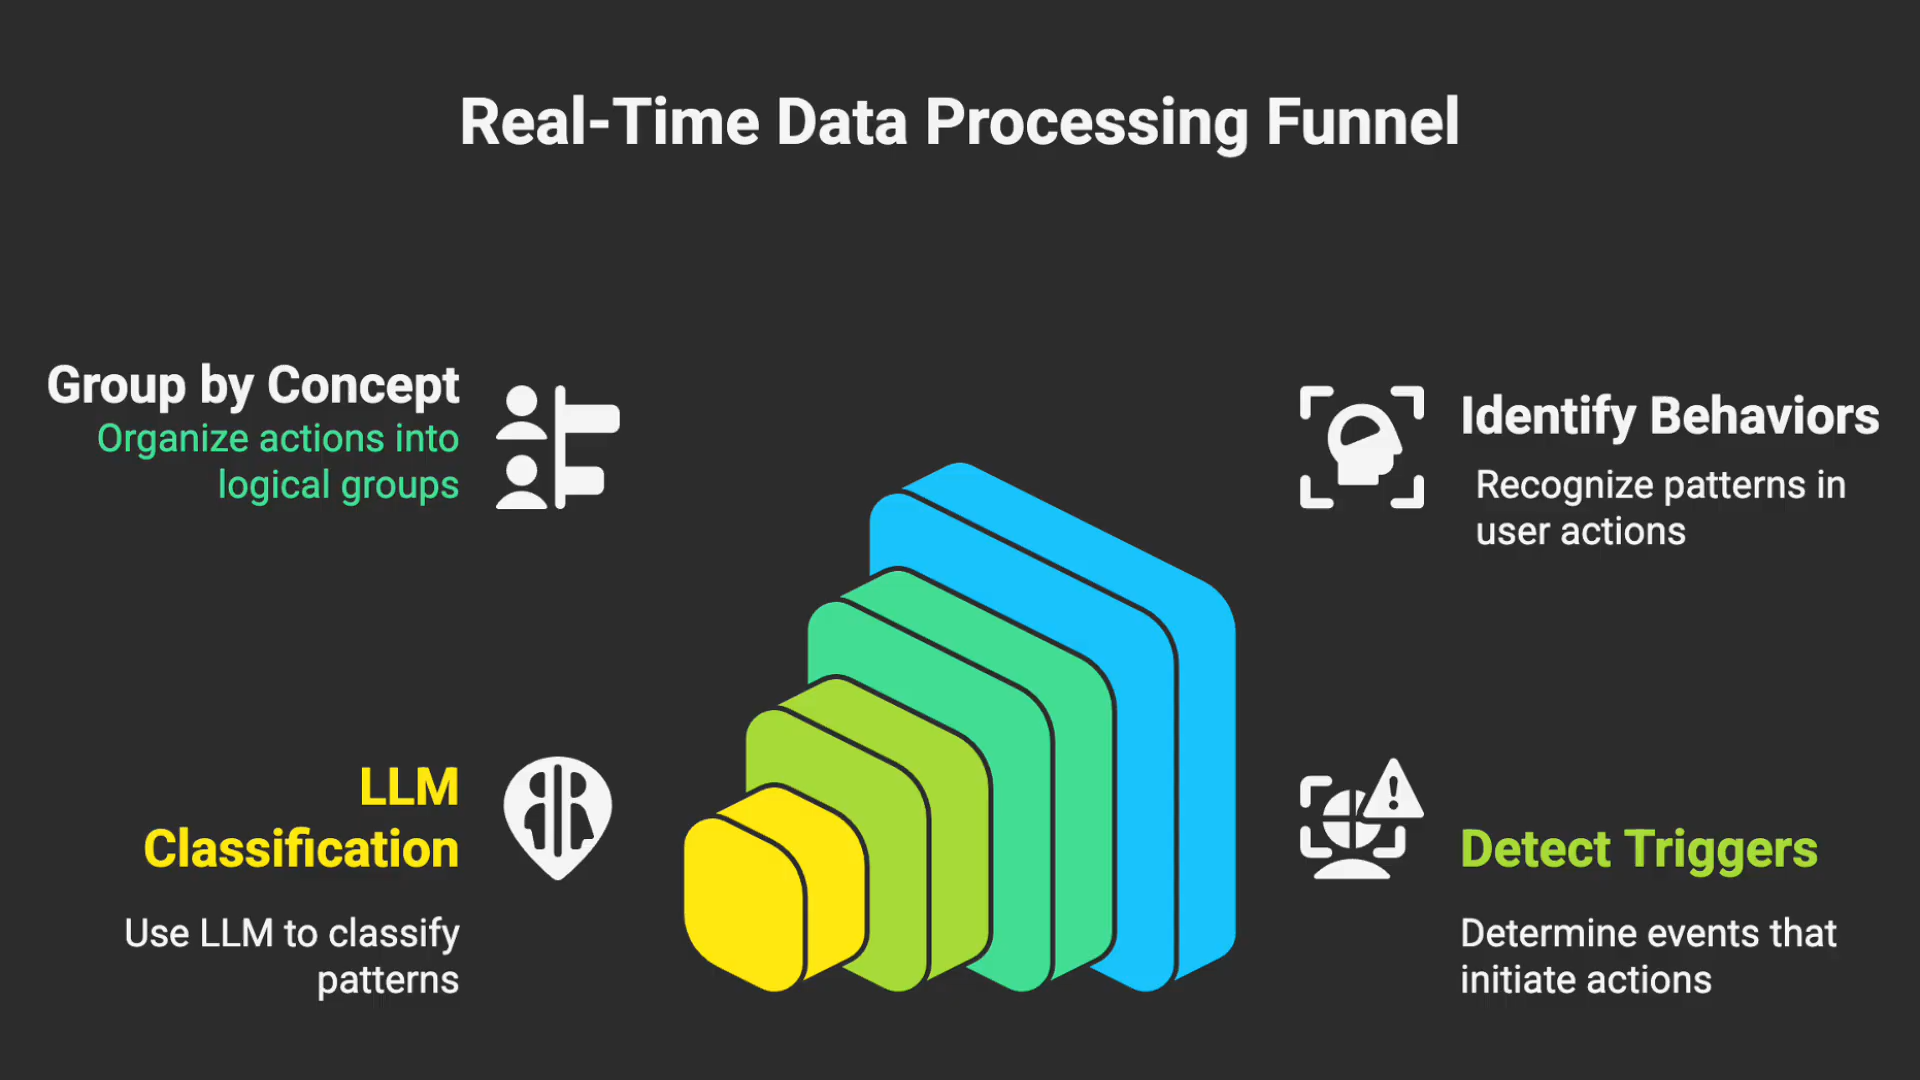 Real-Time Data Processing Funnel
Group by Concept
Organize actions into
logical groups
Identify Behaviors
Recognize patterns in
user actions
LLM
Classification
Use LLM to classify
patterns
Detect Triggers
Determine events that
initiate actions